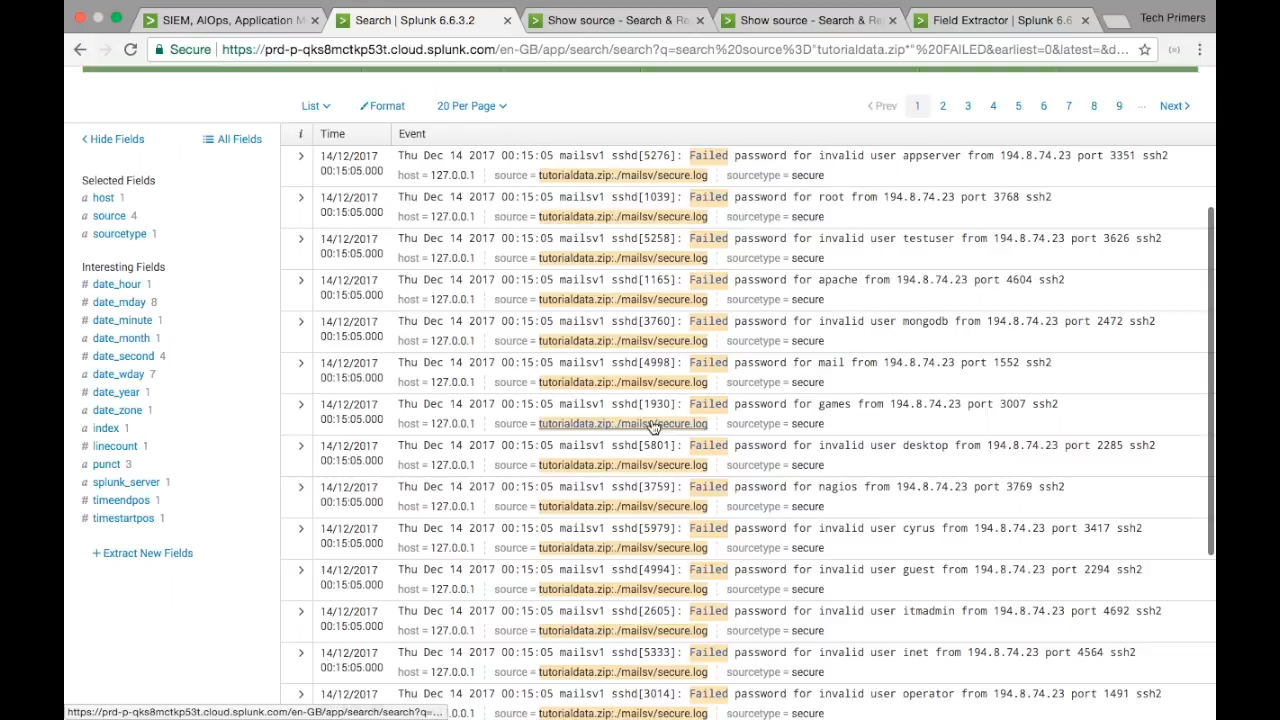 SIEM, AIOps, Application M
Search | Splunk 6.6.3.2
Show source - Search & Re
Show source - Search & Re
Field Extractor | Splunk 6.6
Tech Primers
Secure
https://prd-p-qks8mctkp53t.cloud.splunk.com/en-GB/app/search/search?q=search%20source%3D"tutorialdata.zip*"%20FAILED&earliest=0&latest=&d...
List
Format
20 Per Page
Prev
1
2
3
4
5
6
7
8
9
...
Next
Hide Fields
All Fields
Selected Fields
a host 1
a source 4
a sourcetype 1
Interesting Fields
# date_hour 1
# date_mday 8
# date_minute 1
a date_month 1
# date_second 4
a date_wday 7
# date_year 1
a date_zone 1
a index 1
# linecount 1
a punct 3
a splunk_server 1
# timeendpos 1
# timestartpos 1
+ Extract New Fields
i
Time
Event
14/12/2017
00:15:05.000
Thu Dec 14 2017 00:15:05 mailsv1 sshd[5276]: Failed password for invalid user appserver from 194.8.74.23 port 3351 ssh2
host = 127.0.0.1 source = tutorialdata.zip:./mailsv/secure.log sourcetype = secure
14/12/2017
00:15:05.000
Thu Dec 14 2017 00:15:05 mailsv1 sshd[1039]: Failed password for root from 194.8.74.23 port 3768 ssh2
host = 127.0.0.1 source = tutorialdata.zip:./mailsv/secure.log sourcetype = secure
14/12/2017
00:15:05.000
Thu Dec 14 2017 00:15:05 mailsv1 sshd[5258]: Failed password for invalid user testuser from 194.8.74.23 port 3626 ssh2
host = 127.0.0.1 source = tutorialdata.zip:./mailsv/secure.log sourcetype = secure
14/12/2017
00:15:05.000
Thu Dec 14 2017 00:15:05 mailsv1 sshd[1165]: Failed password for apache from 194.8.74.23 port 4604 ssh2
host = 127.0.0.1 source = tutorialdata.zip:./mailsv/secure.log sourcetype = secure
14/12/2017
00:15:05.000
Thu Dec 14 2017 00:15:05 mailsv1 sshd[3760]: Failed password for invalid user mongodb from 194.8.74.23 port 2472 ssh2
host = 127.0.0.1 source = tutorialdata.zip:./mailsv/secure.log sourcetype = secure
14/12/2017
00:15:05.000
Thu Dec 14 2017 00:15:05 mailsv1 sshd[4998]: Failed password for mail from 194.8.74.23 port 1552 ssh2
host = 127.0.0.1 source = tutorialdata.zip:./mailsv/secure.log sourcetype = secure
14/12/2017
00:15:05.000
Thu Dec 14 2017 00:15:05 mailsv1 sshd[1930]: Failed password for games from 194.8.74.23 port 3007 ssh2
host = 127.0.0.1 source = tutorialdata.zip:./mailsv/secure.log sourcetype = secure
14/12/2017
00:15:05.000
Thu Dec 14 2017 00:15:05 mailsv1 sshd[5801]: Failed password for invalid user desktop from 194.8.74.23 port 2285 ssh2
host = 127.0.0.1 source = tutorialdata.zip:./mailsv/secure.log sourcetype = secure
14/12/2017
00:15:05.000
Thu Dec 14 2017 00:15:05 mailsv1 sshd[3759]: Failed password for nagios from 194.8.74.23 port 3769 ssh2
host = 127.0.0.1 source = tutorialdata.zip:./mailsv/secure.log sourcetype = secure
14/12/2017
00:15:05.000
Thu Dec 14 2017 00:15:05 mailsv1 sshd[5979]: Failed password for invalid user cyrus from 194.8.74.23 port 3417 ssh2
host = 127.0.0.1 source = tutorialdata.zip:./mailsv/secure.log sourcetype = secure
14/12/2017
00:15:05.000
Thu Dec 14 2017 00:15:05 mailsv1 sshd[4994]: Failed password for invalid user guest from 194.8.74.23 port 2294 ssh2
host = 127.0.0.1 source = tutorialdata.zip:./mailsv/secure.log sourcetype = secure
14/12/2017
00:15:05.000
Thu Dec 14 2017 00:15:05 mailsv1 sshd[2605]: Failed password for invalid user itmadmin from 194.8.74.23 port 4692 ssh2
host = 127.0.0.1 source = tutorialdata.zip:./mailsv/secure.log sourcetype = secure
14/12/2017
00:15:05.000
Thu Dec 14 2017 00:15:05 mailsv1 sshd[5333]: Failed password for invalid user inet from 194.8.74.23 port 4564 ssh2
host = 127.0.0.1 source = tutorialdata.zip:./mailsv/secure.log sourcetype = secure
14/12/2017
00:15:05.000
Thu Dec 14 2017 00:15:05 mailsv1 sshd[3014]: Failed password for invalid user operator from 194.8.74.23 port 1491 ssh2
.0.0.1 source = tutorialdata.zip:./mailsv/secure.log sourcetype = secure
https://prd-p-qks8mctkp53t.cloud.splunk.com/en-GB/app/search/search?q=...